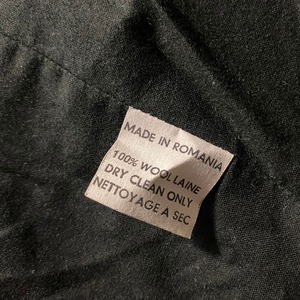 MADE IN ROMANIA
100% WOOL LAINE
DRY CLEAN ONLY
NETTOYAGE A SEC